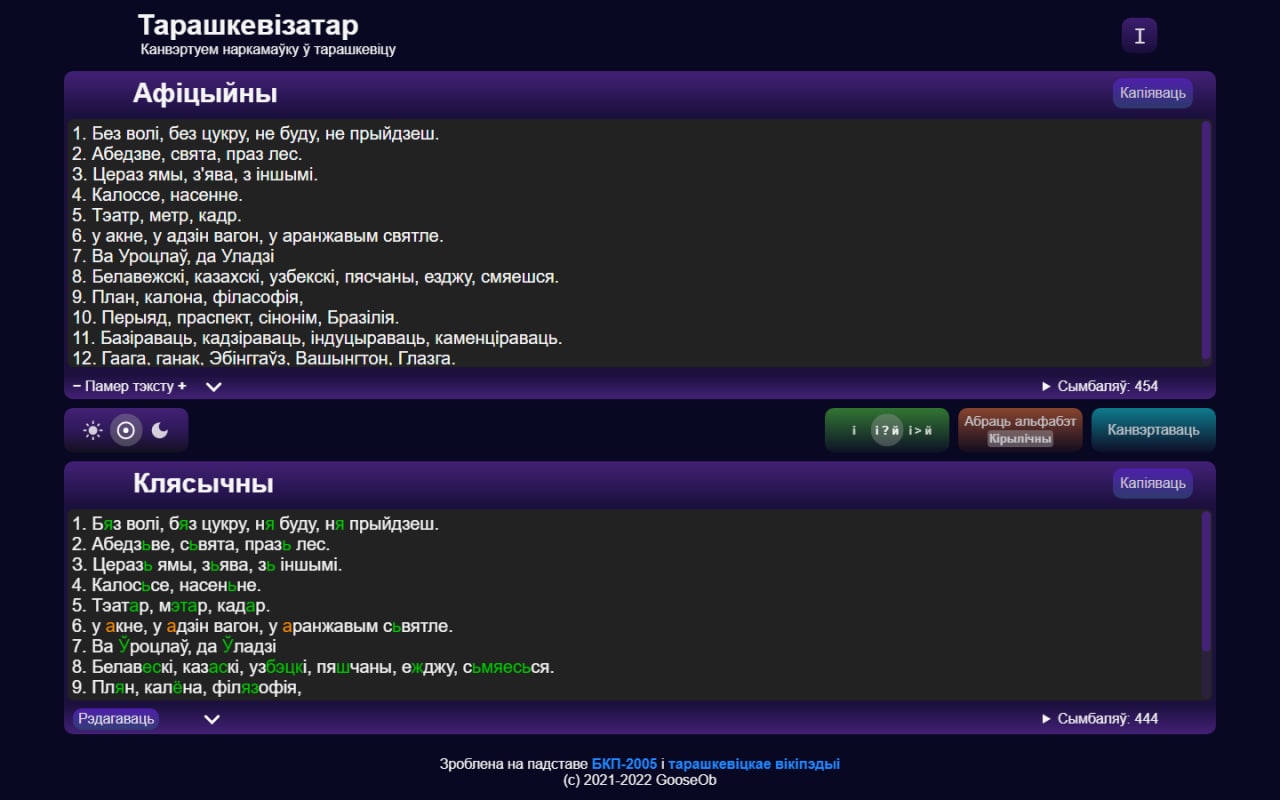 Тарашкевізатар
Канвэртуем наркамаўку ў тарашкевіцу
Афіцыйны
Капіяваць
1. Без волі, без цукру, не буду, не прыйдзеш.
2. Абедзве, свята, праз лес.
3. Цераз ямы, з'ява, з іншымі.
4. Калоссе, насенне.
5. Тэатр, метр, кадр.
6. у акне, у адзін вагон, у аранжавым святле.
7. Ва Уроцлаў, да Уладзі
8. Белавежскі, казахскі, узбекскі, пясчаны, езджу, смяешся.
9. План, калона, філасофія,
10. Перыяд, праспект, сінонім, Бразілія.
11. Базіраваць, кадзіраваць, індуцыраваць, каменціраваць.
12. Гаага, ганак, Эбінггаўз, Вашынгтон, Глазга.
− Памер тэксту +
▶ Сымбаляў: 454
і і ? й і > й
Абраць альфабэт
Кірылічны
Канвэртаваць
Клясычны
Капіяваць
1. Бяз волі, бяз цукру, ня буду, ня прыйдзеш.
2. Абедзьве, сьвята, празь лес.
3. Церазь ямы, зьява, зь іншымі.
4. Калосьсе, насеньне.
5. Тэатар, мэтар, кадар.
6. у акне, у адзін вагон, у аранжавым сьвятле.
7. Ва Ўроцлаў, да Ўладзі
8. Белавескі, казаскі, узбэцкі, пяшчаны, ежджу, сьмяесься.
9. Плян, калёна, філязофія,
Рэдагаваць
▶ Сымбаляў: 444
Зроблена на падставе БКП-2005 і тарашкевіцкае вікіпэдыі
(c) 2021-2022 GooseOb